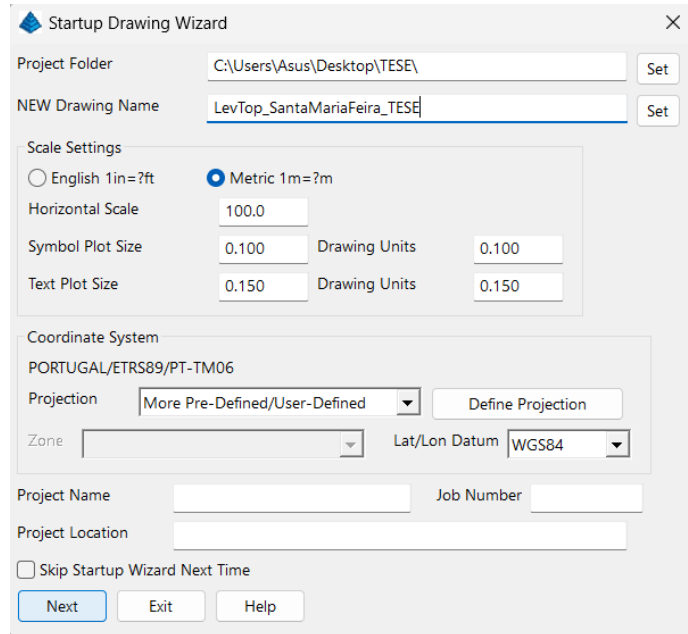 Startup Drawing Wizard
Project Folder C:\Users\Asus\Desktop\TESE\ Set
NEW Drawing Name LevTop_SantaMariaFeira_TESE Set
Scale Settings
English 1in=?ft Metric 1m=?m
Horizontal Scale 100.0
Symbol Plot Size 0.100 Drawing Units 0.100
Text Plot Size 0.150 Drawing Units 0.150
Coordinate System
PORTUGAL/ETRS89/PT-TM06
Projection More Pre-Defined/User-Defined Define Projection
Zone Lat/Lon Datum WGS84
Project Name Job Number
Project Location
Skip Startup Wizard Next Time
Next Exit Help